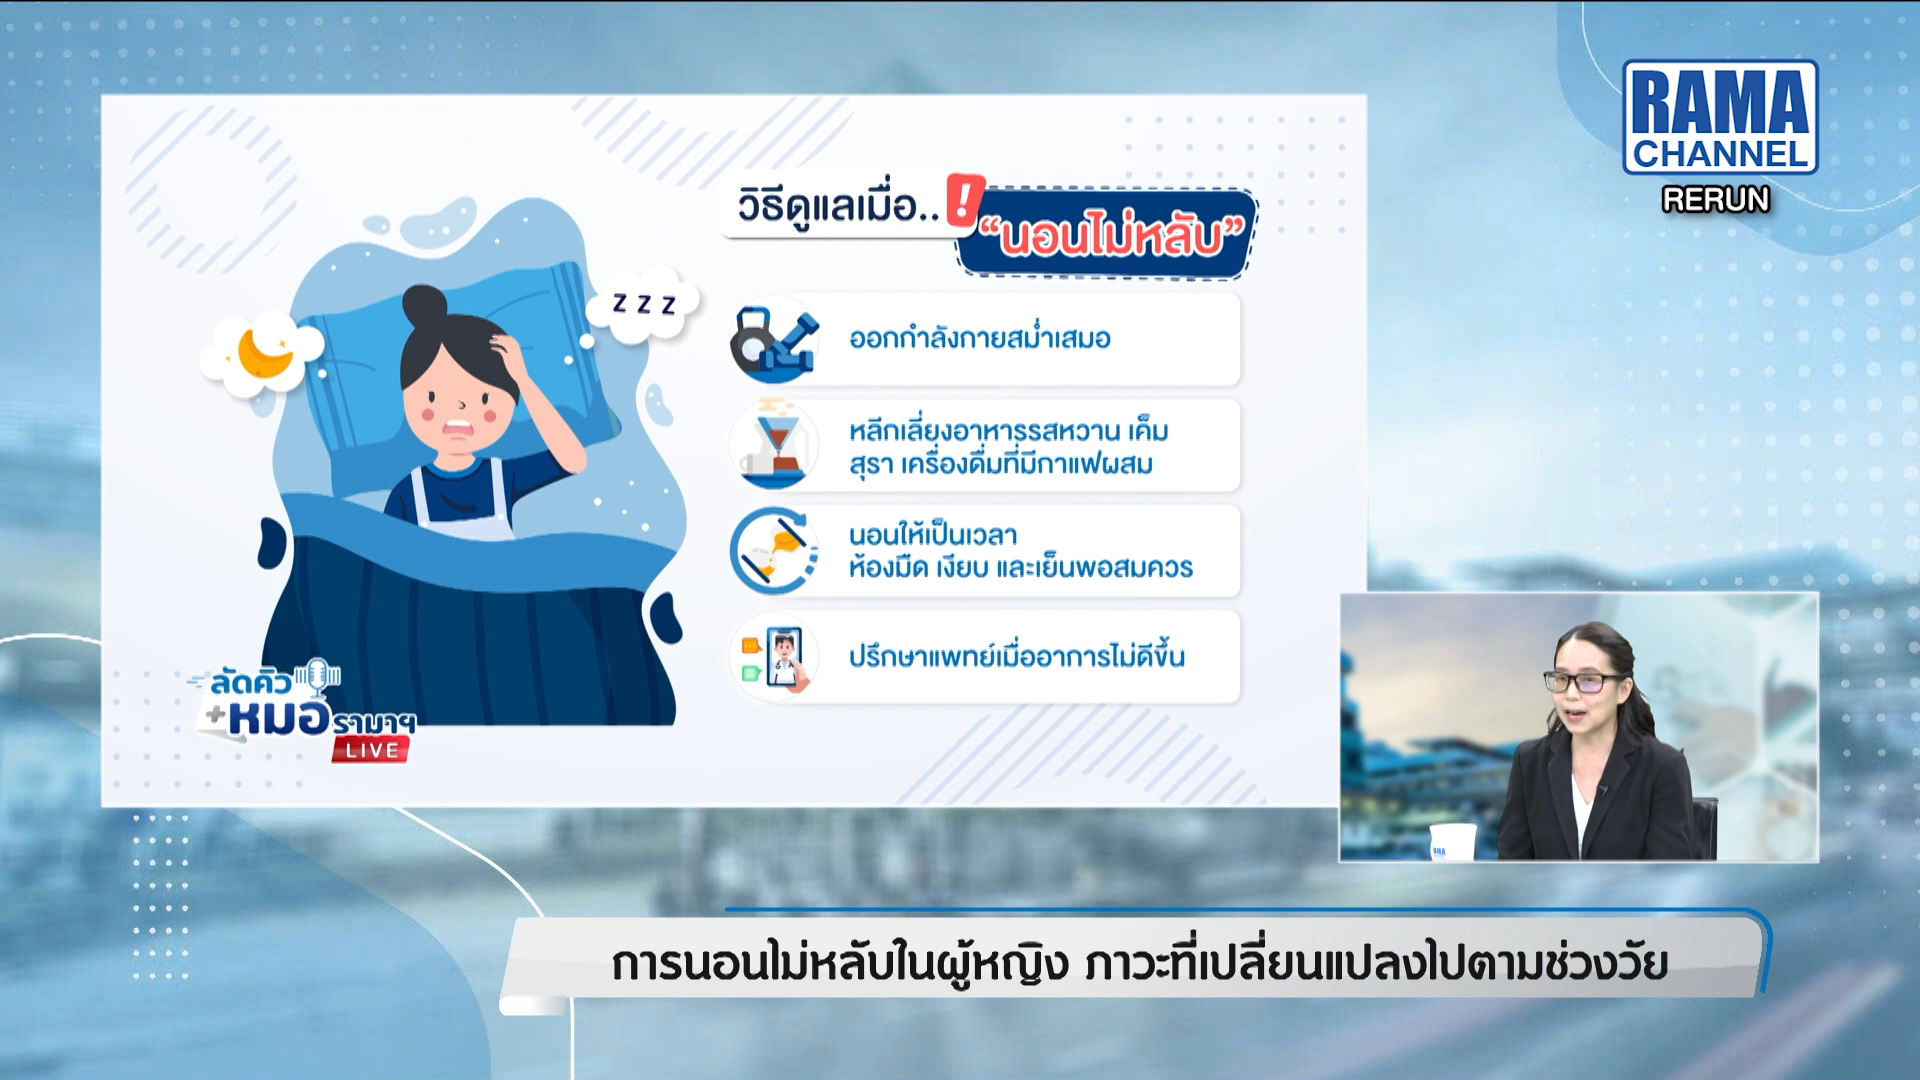 RAMA
CHANNEL
RERUN
วิธีดูแลเมื่อ..!
“นอนไม่หลับ”
z z z
ออกกำลังกายสม่ำเสมอ
หลีกเลี่ยงอาหารรสหวาน เค็ม
สุรา เครื่องดื่มที่มีกาแฟผสม
นอนให้เป็นเวลา
ห้องมืด เงียบ และเย็นพอสมควร
ปรึกษาแพทย์เมื่ออาการไม่ดีขึ้น
ลัดคิว
หมอรามาฯ
LIVE
การนอนไม่หลับในผู้หญิง ภาวะที่เปลี่ยนแปลงไปตามช่วงวัย